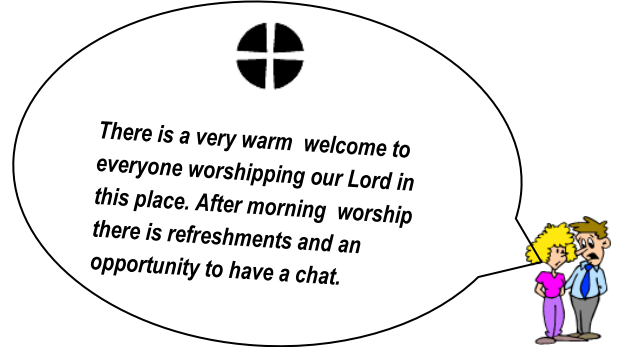 There is a very warm welcome to
everyone worshipping our Lord in
this place. After morning worship
there is refreshments and an
opportunity to have a chat.